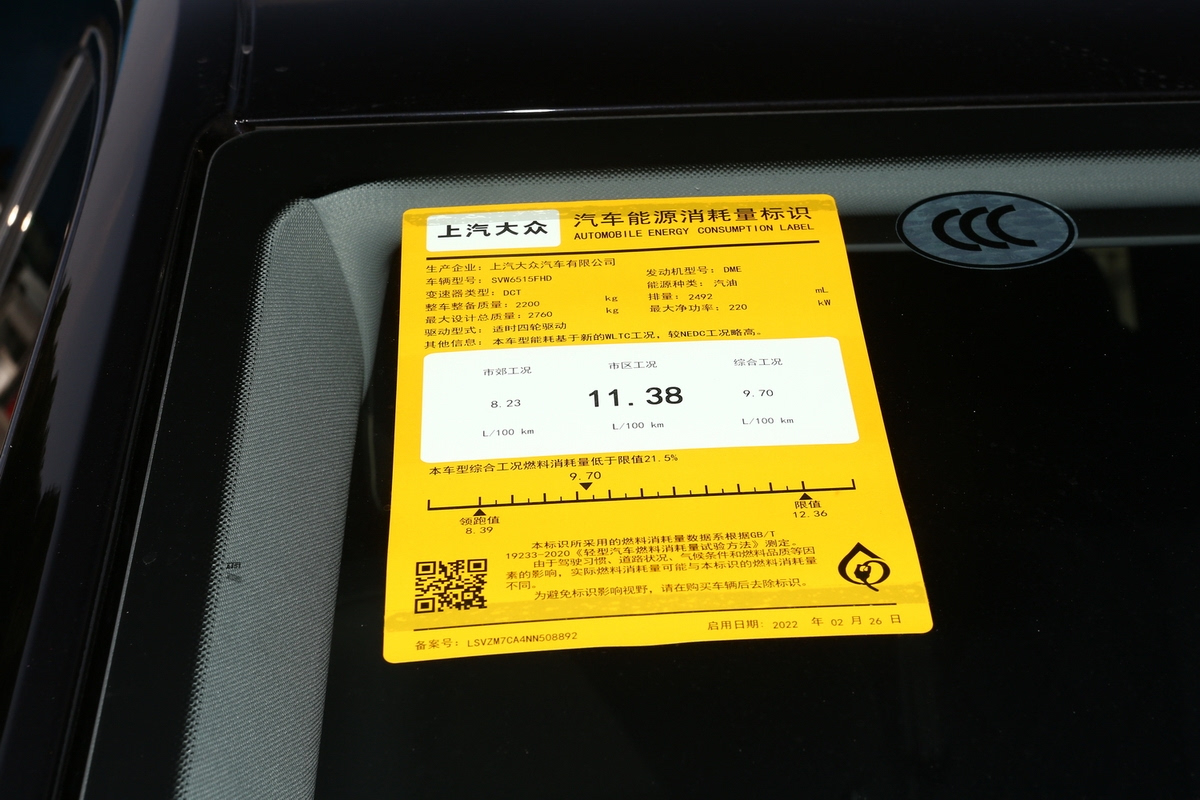 上汽大众
汽车能源消耗量标识
AUTOMOBILE ENERGY CONSUMPTION LABEL
CCC
生产企业：上汽大众汽车有限公司
车辆型号：SVW6515FHD
发动机型号：DME
变速器类型：DCT
能源种类：汽油
整车整备质量：2200 kg
排量：2492 mL
最大设计总质量：2760 kg
最大净功率：220 kW
驱动型式：适时四轮驱动
其他信息：本车型能耗基于新的WLTC工况，较NEDC工况略高。
市郊工况 市区工况 综合工况
8.23 11.38 9.70
L/100 km L/100 km L/100 km
本车型综合工况燃料消耗量低于限值21.5%
9.70
领跑值 限值
8.39 12.36
本标识所采用的燃料消耗量数据系根据GB/T
19233-2020《轻型汽车燃料消耗量试验方法》测定。
由于驾驶习惯、道路状况、气候条件和燃料品质等因
素的影响，实际燃料消耗量可能与本标识的燃料消耗量
不同。
为避免标识影响视野，请在购买车辆后去除标识。
备案号：LSVZM7CA4NN508892
启用日期：2022 年 02 月 26 日